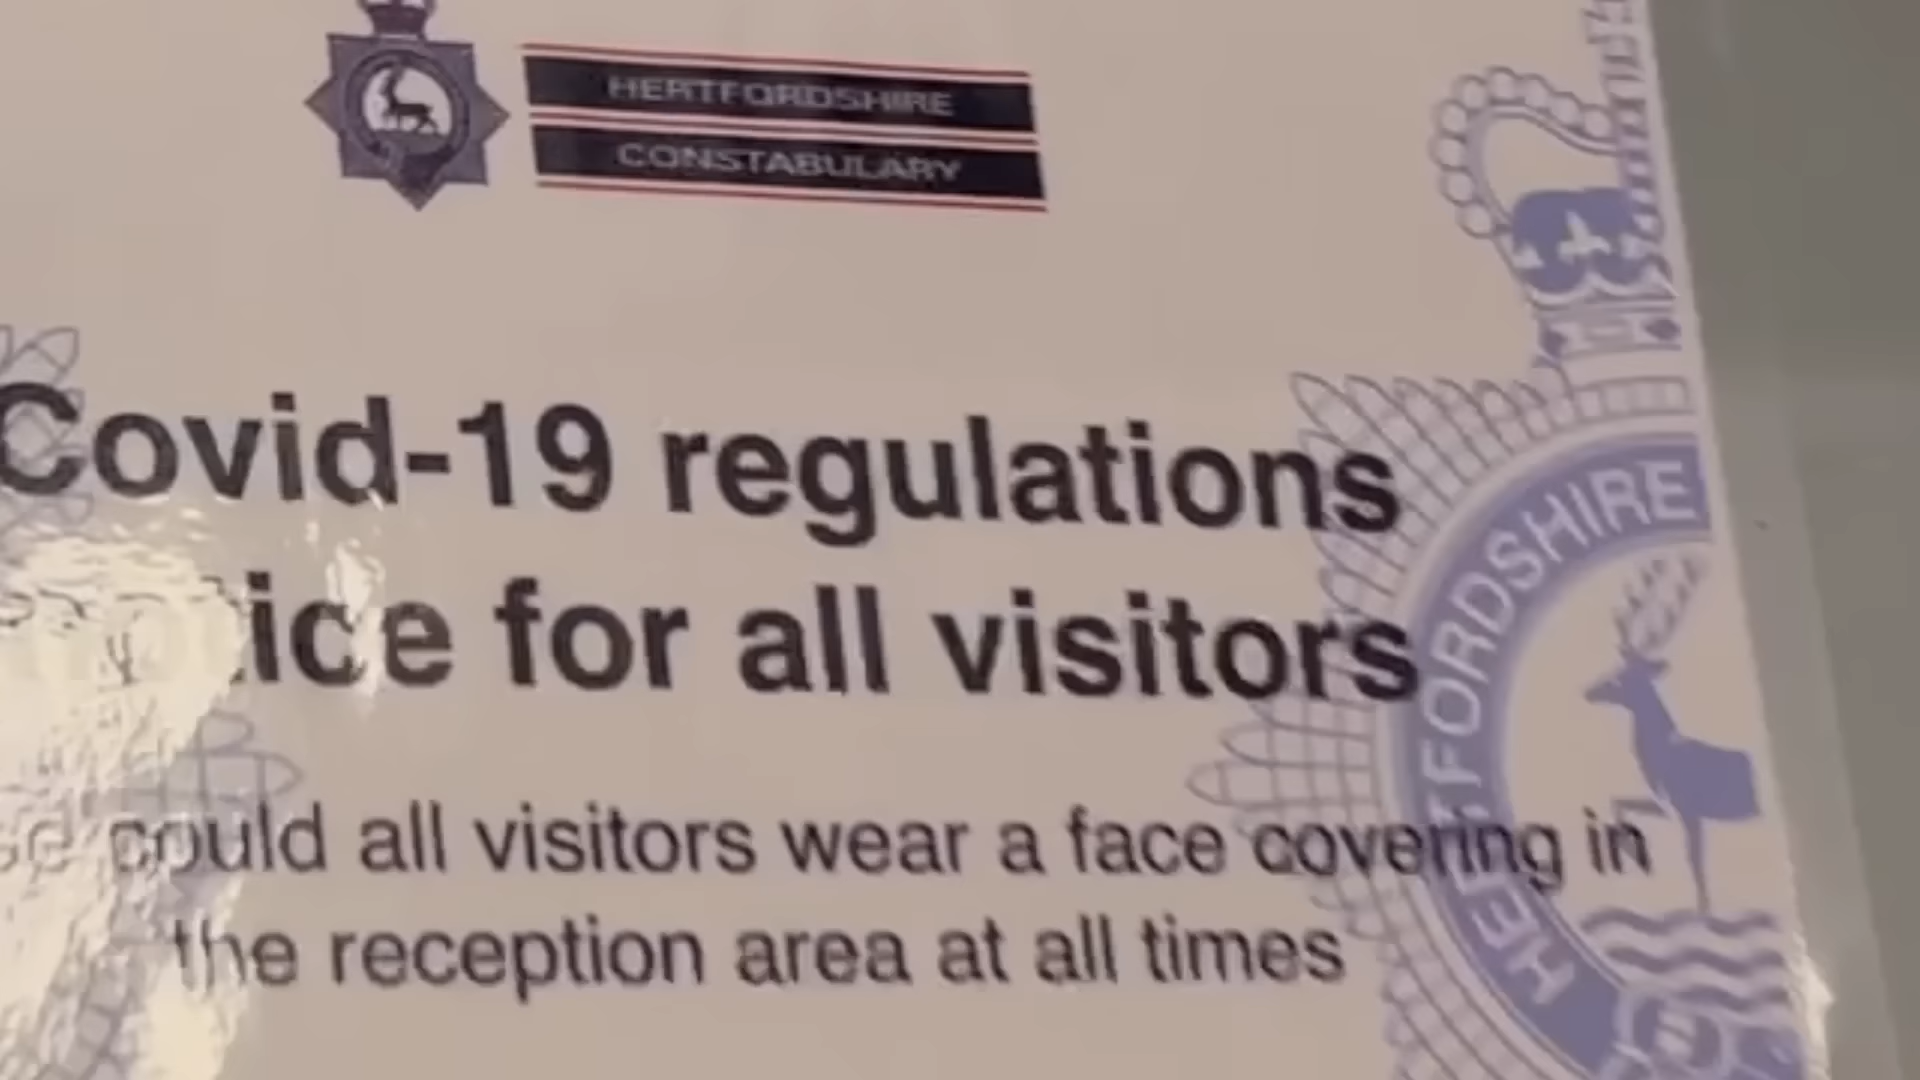 HERTFORDSHIRE
CONSTABULARY
Covid-19 regulations
for all visitors
could all visitors wear a face covering in
the reception area at all times
HERTFORDSHIRE